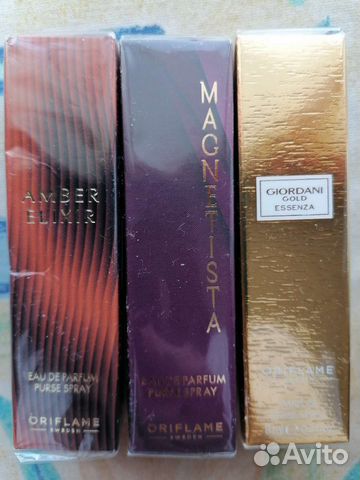 AMBER
ELIXIR
EAU DE PARFUM
PURSE SPRAY
ORIFLAME
SWEDEN
MAGNETISTA
EAU DE PARFUM
PURSE SPRAY
ORIFLAME
SWEDEN
GIORDANI
GOLD
ESSENZA
ORIFLAME
Avito